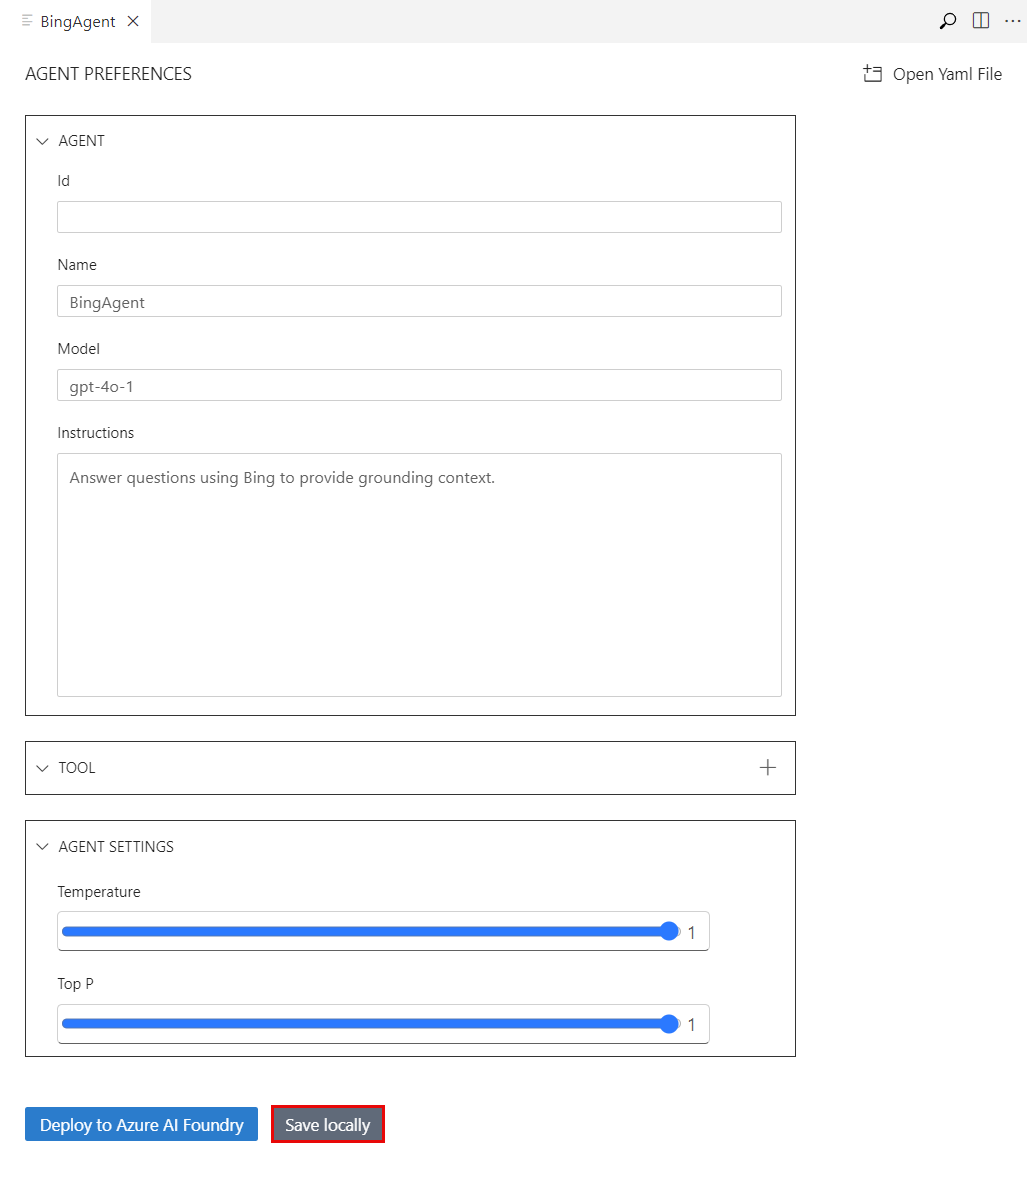 BingAgent
AGENT PREFERENCES
Open Yaml File
AGENT
Id
Name
BingAgent
Model
gpt-4o-1
Instructions
Answer questions using Bing to provide grounding context.
TOOL
AGENT SETTINGS
Temperature
1
Top P
1
Deploy to Azure AI Foundry
Save locally